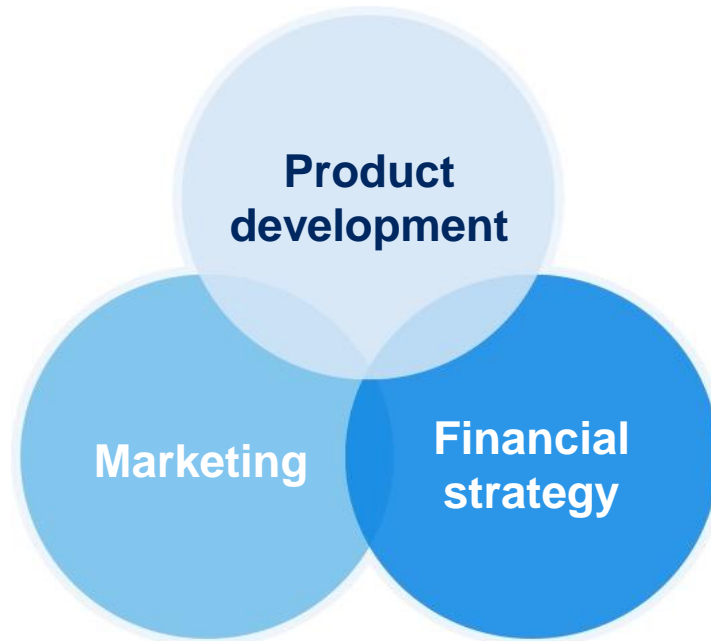 Product
development
Marketing
Financial
strategy